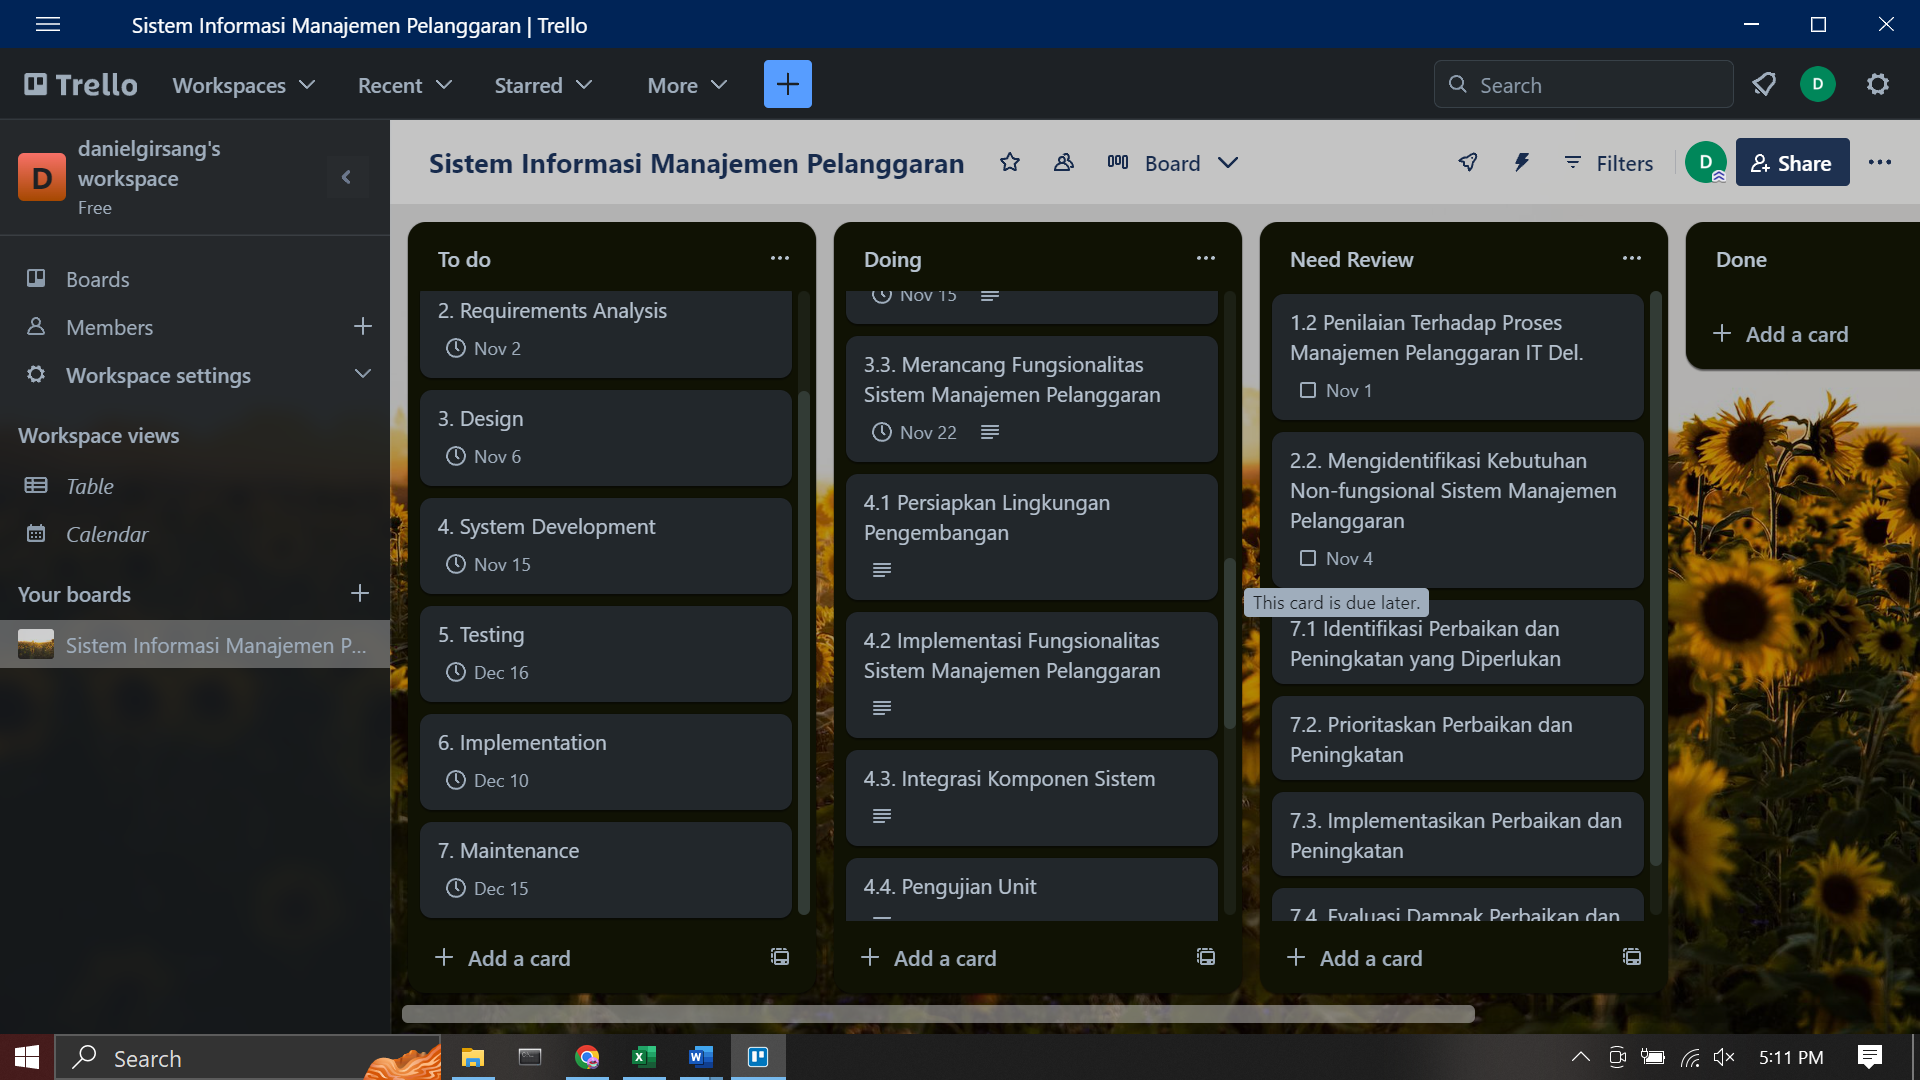 Sistem Informasi Manajemen Pelanggaran | Trello
Trello
Workspaces
Recent
Starred
More
Search
D
D
danielgirsang's
workspace
Free
Boards
Members
Workspace settings
Workspace views
Table
Calendar
Your boards
Sistem Informasi Manajemen P...
Sistem Informasi Manajemen Pelanggaran
Board
Filters
D
Share
To do
2. Requirements Analysis
Nov 2
3. Design
Nov 6
4. System Development
Nov 15
5. Testing
Dec 16
6. Implementation
Dec 10
7. Maintenance
Dec 15
Add a card
Doing
Nov 15
3.3. Merancang Fungsionalitas
Sistem Manajemen Pelanggaran
Nov 22
4.1 Persiapkan Lingkungan
Pengembangan
4.2 Implementasi Fungsionalitas
Sistem Manajemen Pelanggaran
4.3. Integrasi Komponen Sistem
4.4. Pengujian Unit
Add a card
Need Review
1.2 Penilaian Terhadap Proses
Manajemen Pelanggaran IT Del.
Nov 1
2.2. Mengidentifikasi Kebutuhan
Non-fungsional Sistem Manajemen
Pelanggaran
Nov 4
This card is due later.
7.1 Identifikasi Perbaikan dan
Peningkatan yang Diperlukan
7.2. Prioritaskan Perbaikan dan
Peningkatan
7.3. Implementasikan Perbaikan dan
Peningkatan
7.4. Evaluasi Dampak Perbaikan dan
Add a card
Done
Add a card
Search
5:11 PM